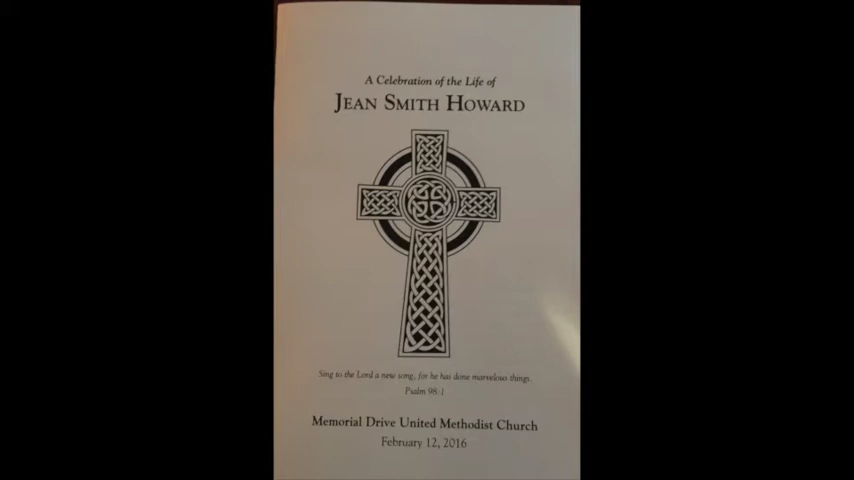 A Celebration of the Life of
JEAN SMITH HOWARD
Sing to the Lord a new song, for he has done marvelous things.
Psalm 98:1
Memorial Drive United Methodist Church
February 12, 2016